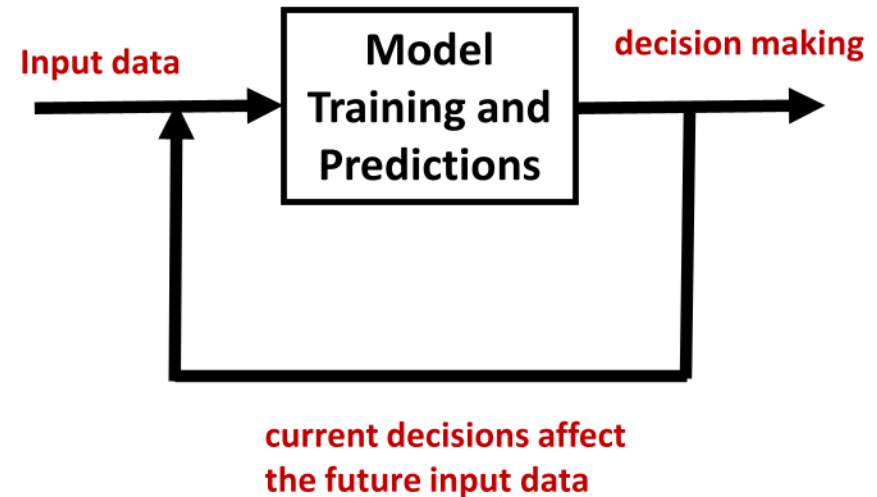 Input data
Model
Training and
Predictions
decision making
current decisions affect
the future input data